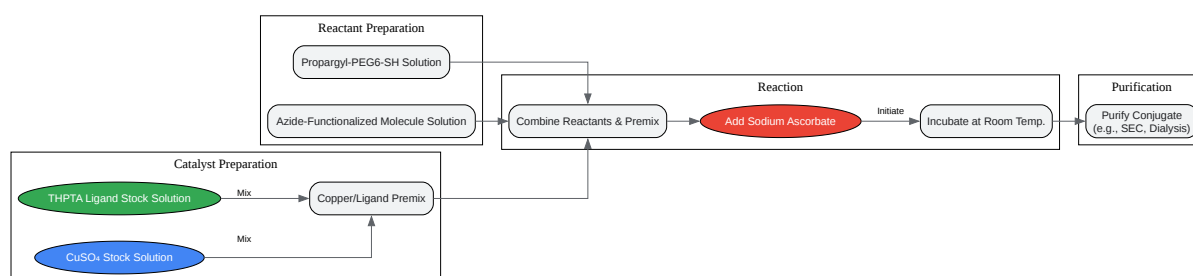 Reactant Preparation
Propargyl-PEG6-SH Solution
Azide-Functionalized Molecule Solution
Catalyst Preparation
THPTA Ligand Stock Solution
Mix
Copper/Ligand Premix
CuSO₄ Stock Solution
Mix
Reaction
Combine Reactants & Premix
Add Sodium Ascorbate
Initiate
Incubate at Room Temp.
Purification
Purify Conjugate
(e.g., SEC, Dialysis)